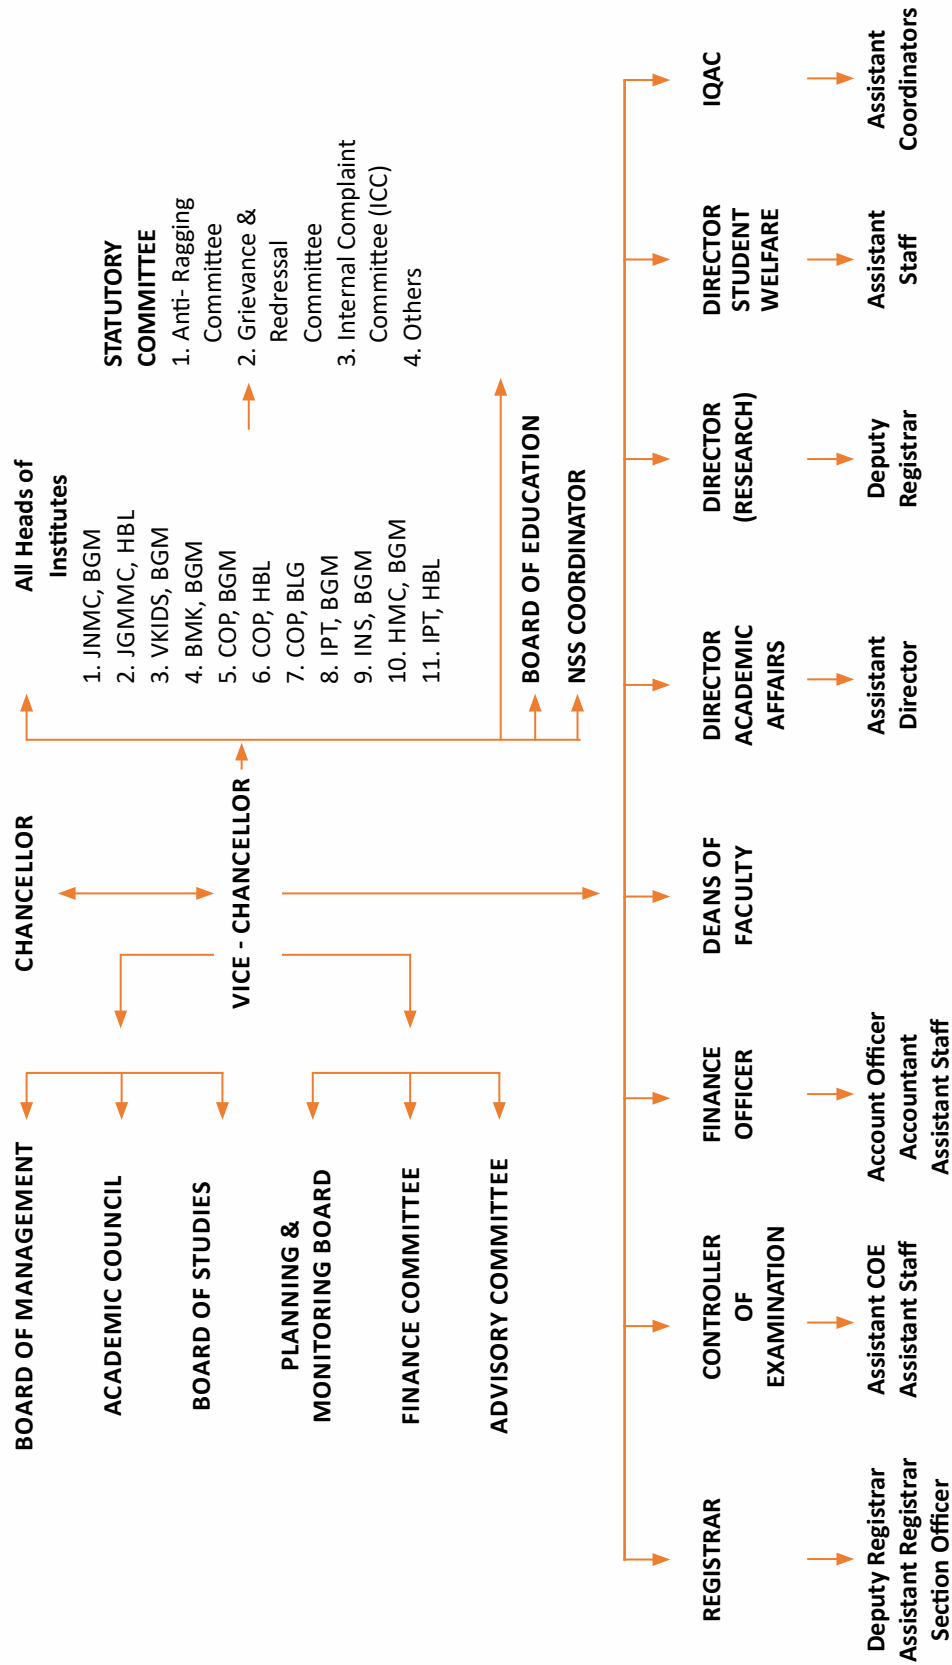 CHANCELLOR
VICE - CHANCELLOR
BOARD OF MANAGEMENT
ACADEMIC COUNCIL
BOARD OF STUDIES
PLANNING &
MONITORING BOARD
FINANCE COMMITTEE
ADVISORY COMMITTEE
All Heads of
Institutes
1. JNMC, BGM
2. JGMMC, HBL
3. VKIDS, BGM
4. BMK, BGM
5. COP, BGM
6. COP, HBL
7. COP, BLG
8. IPT, BGM
9. INS, BGM
10. HMC, BGM
11. IPT, HBL
STATUTORY
COMMITTEE
1. Anti- Ragging
Committee
2. Grievance &
Redressal
Committee
3. Internal Complaint
Committee (ICC)
4. Others
BOARD OF EDUCATION
NSS COORDINATOR
REGISTRAR
Deputy Registrar
Assistant Registrar
Section Officer
CONTROLLER
OF
EXAMINATION
Assistant COE
Assistant Staff
FINANCE
OFFICER
Account Officer
Accountant
Assistant Staff
DEANS OF
FACULTY
DIRECTOR
ACADEMIC
AFFAIRS
Assistant
Director
DIRECTOR
(RESEARCH)
Deputy
Registrar
DIRECTOR
STUDENT
WELFARE
Assistant
Staff
IQAC
Assistant
Coordinators